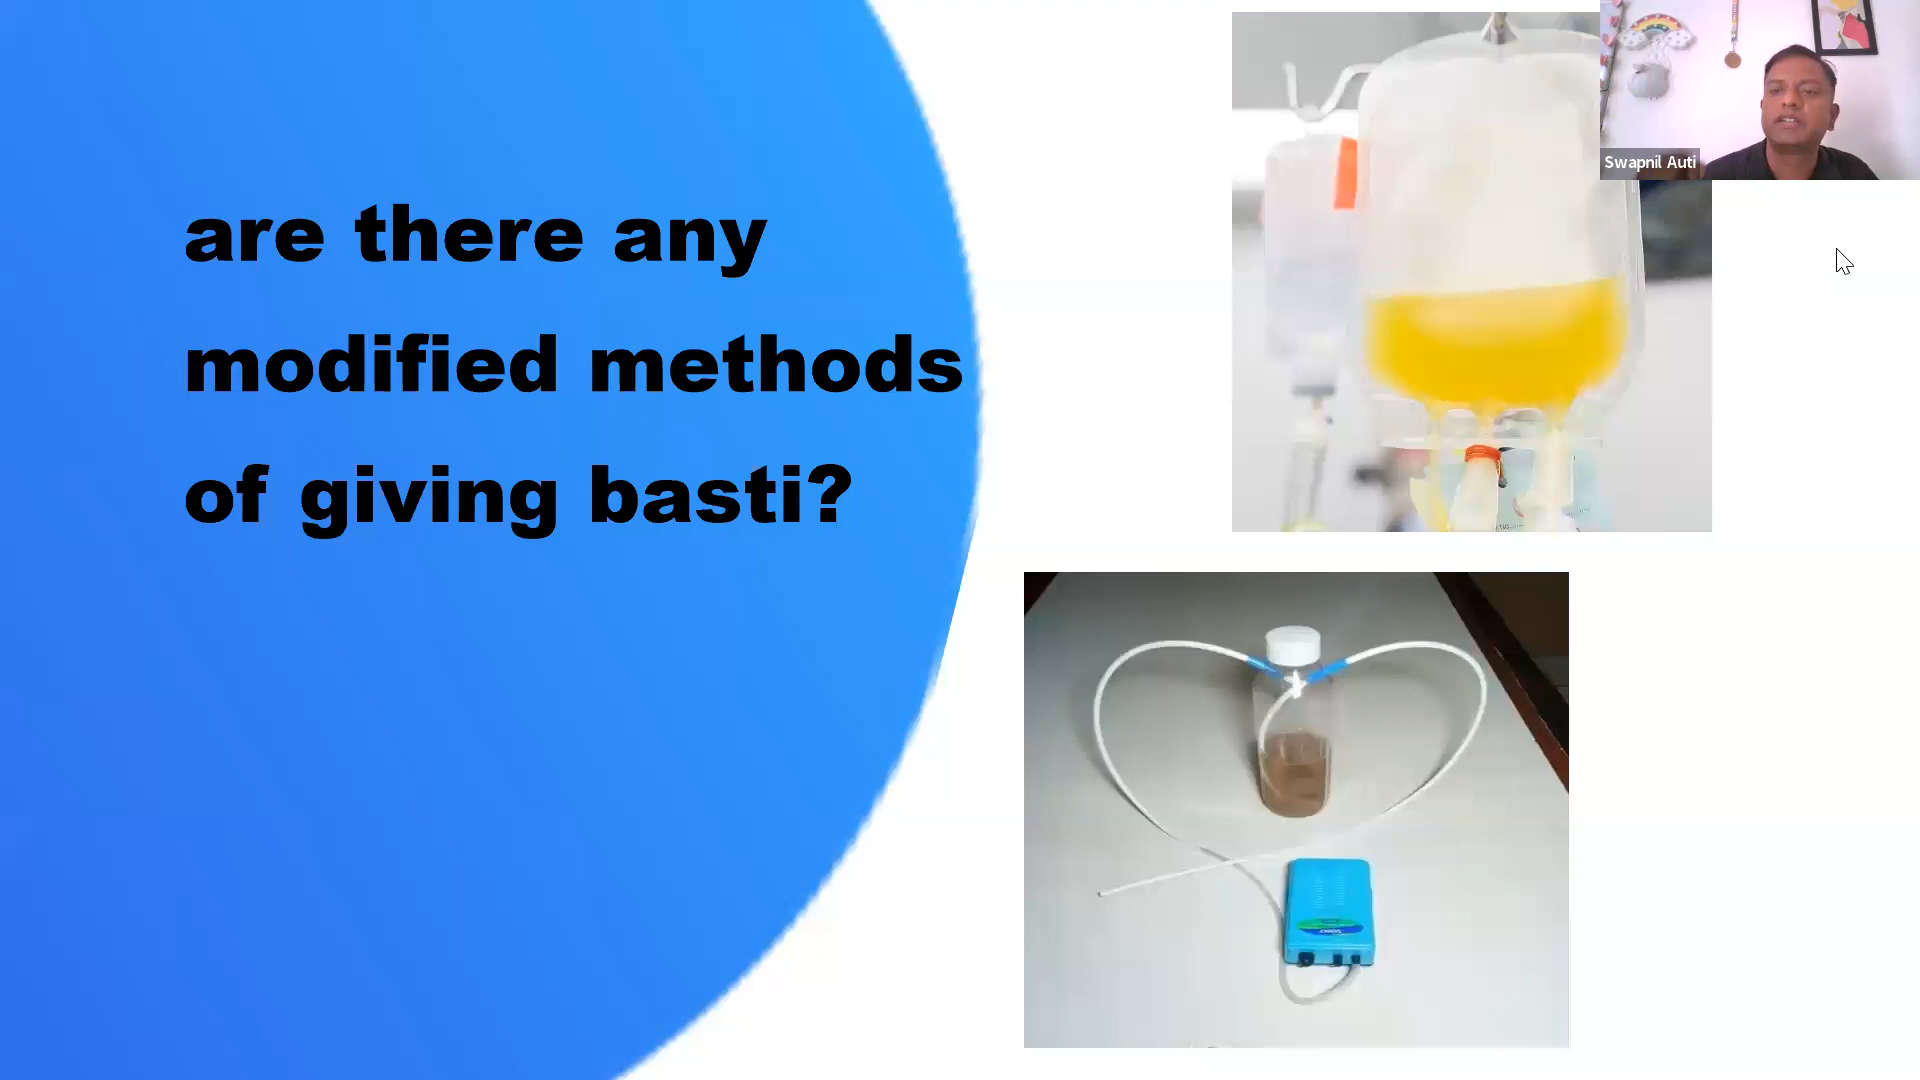 are there any
modified methods
of giving basti?
Swapnil Auti